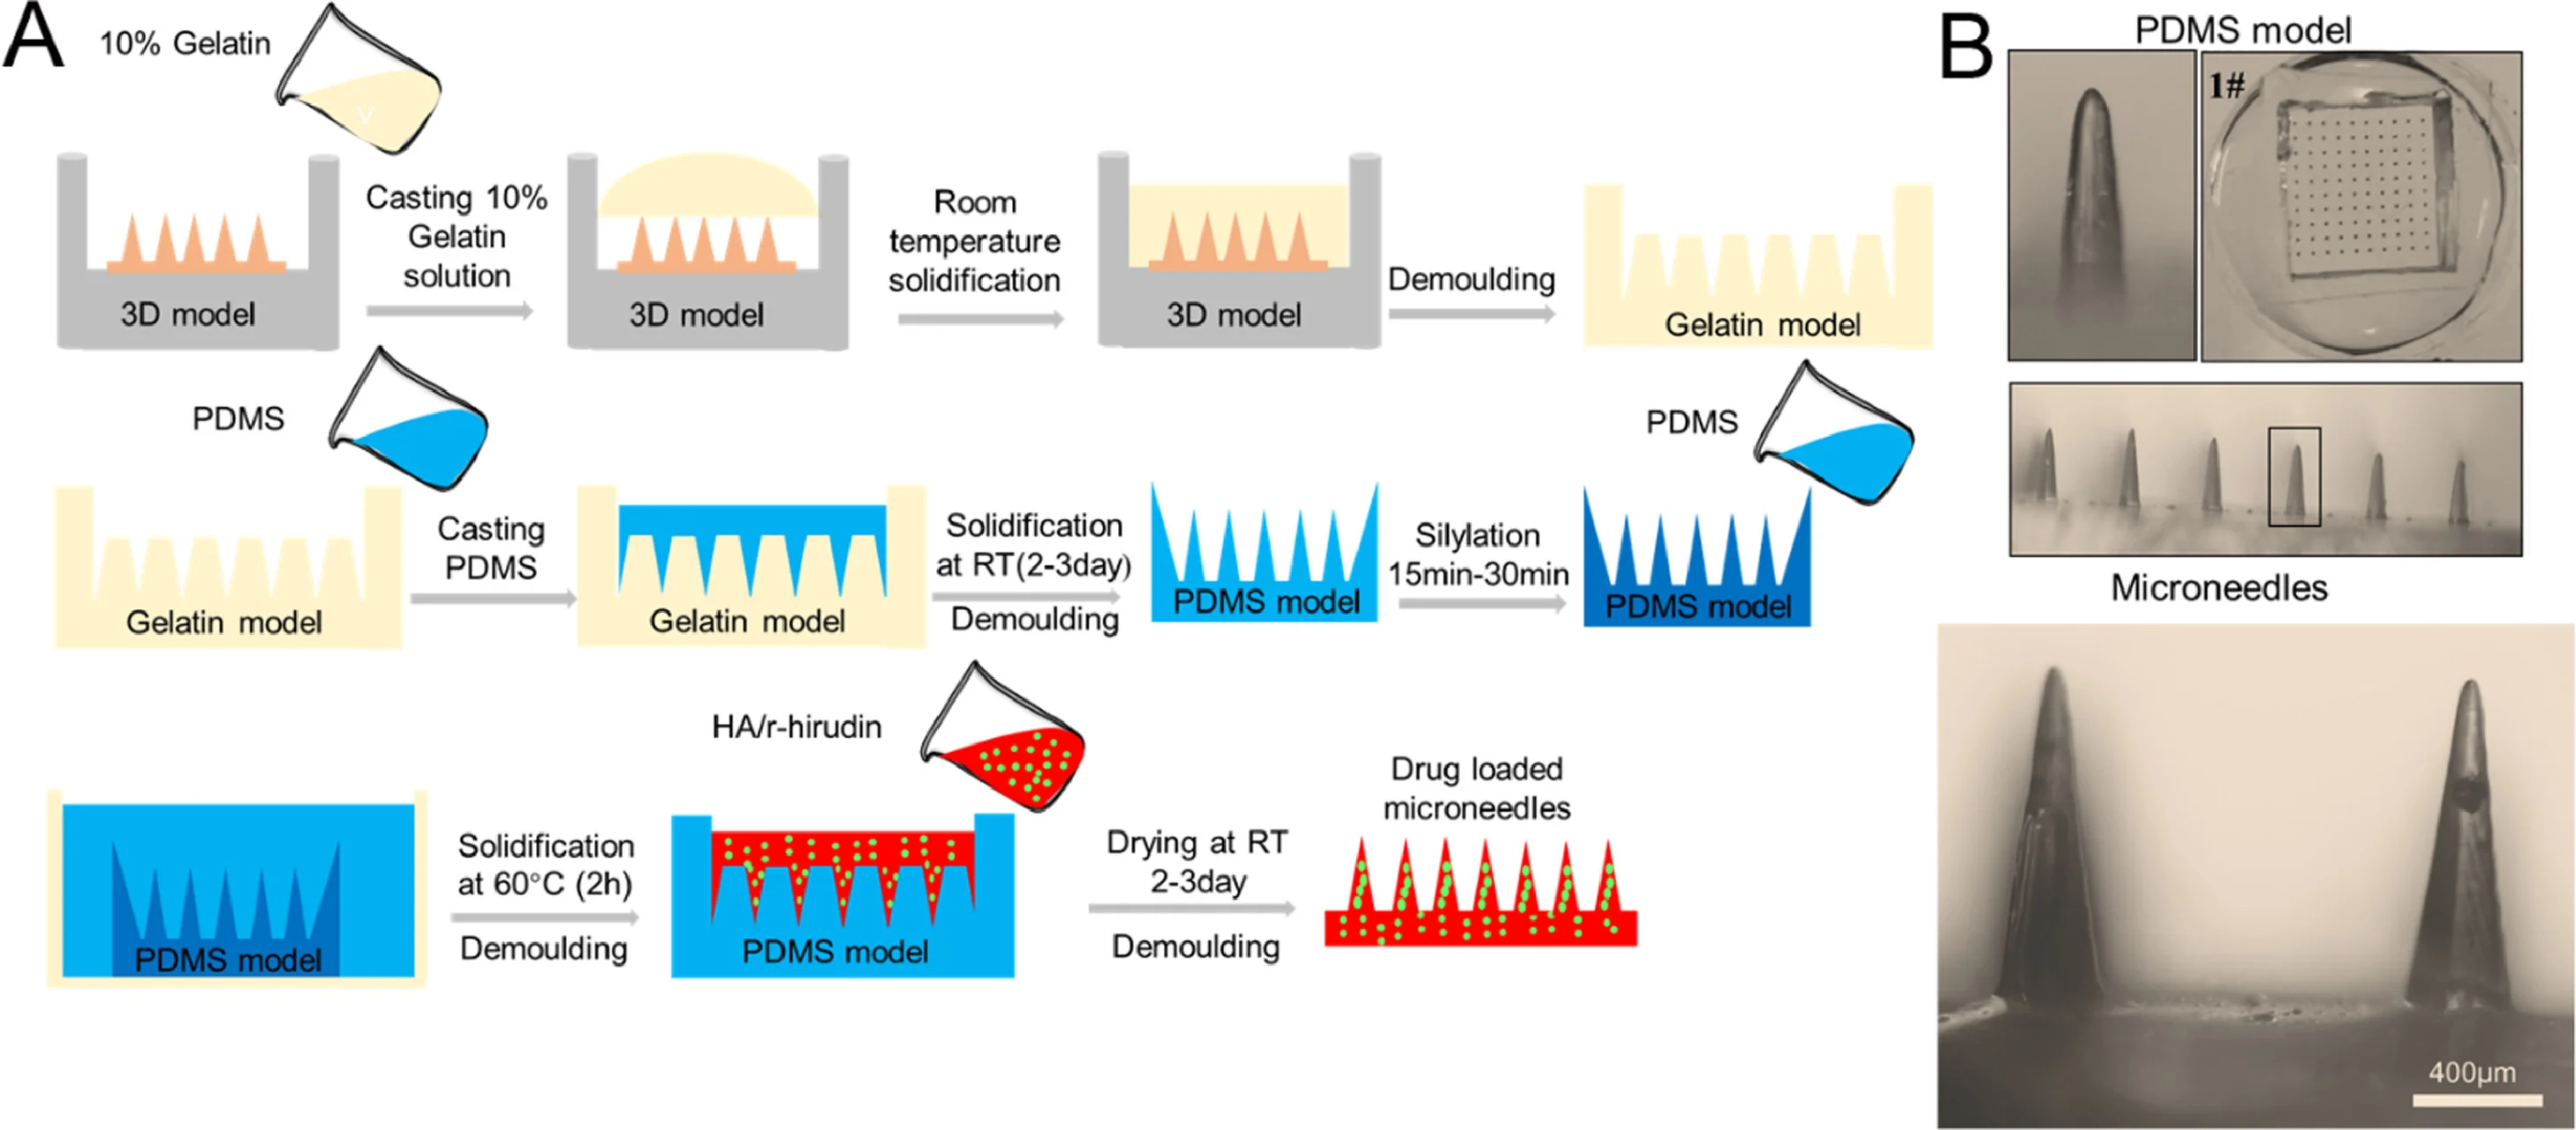 A
10% Gelatin
V
3D model
Casting 10%
Gelatin
solution
3D model
Room
temperature
solidification
3D model
Demoulding
Gelatin model
PDMS
Gelatin model
Casting
PDMS
Gelatin model
Solidification
at RT(2-3day)
Demoulding
PDMS model
Silylation
15min-30min
PDMS
PDMS model
PDMS model
Solidification
at 60°C (2h)
Demoulding
HA/r-hirudin
PDMS model
Drying at RT
2-3day
Demoulding
Drug loaded
microneedles
B
PDMS model
1#
Microneedles
400μm